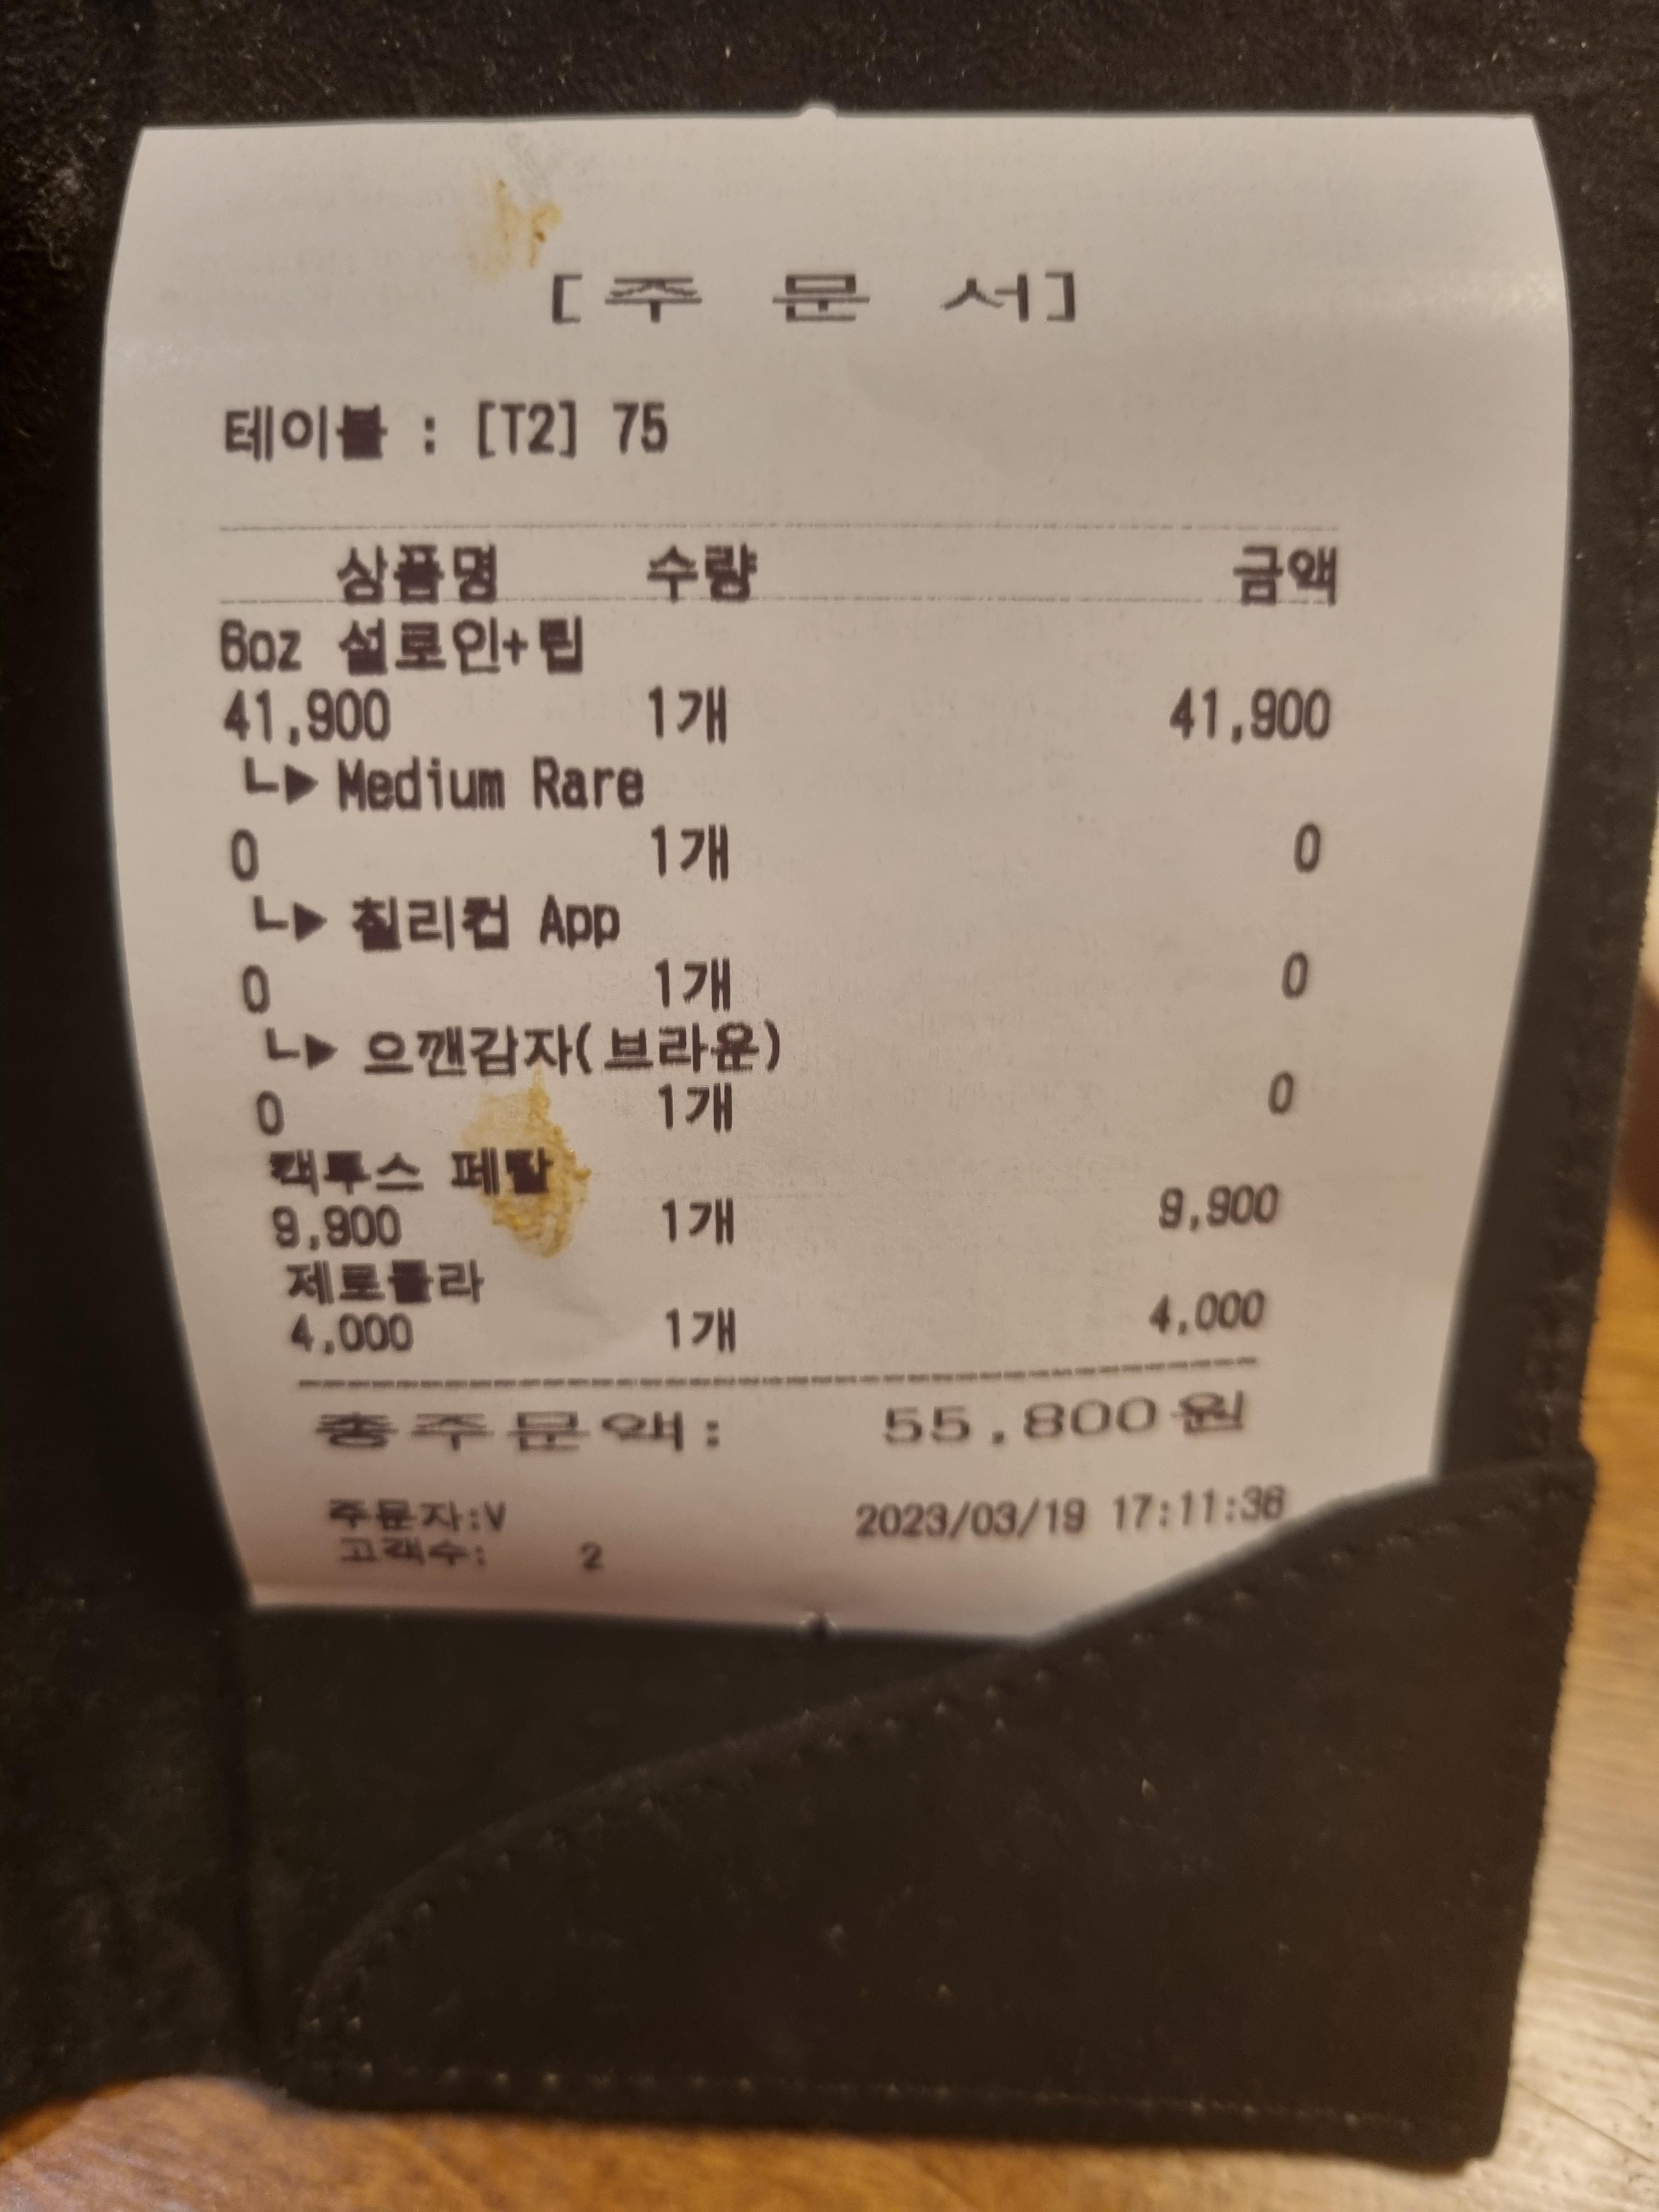 [주 문 서]
테이블 : [T2] 75
상품명 수량 금액
6oz 설로인+립
41,900 1개 41,900
┗▶ Medium Rare
0 1개 0
┗▶ 칠리컵 App
0 1개 0
┗▶ 으깬감자(브라운)
0 1개 0
캑투스 페탈
9,900 1개 9,900
제로콜라
4,000 1개 4,000
총주문액: 55,800원
주문자:V 2023/03/19 17:11:36
고객수: 2